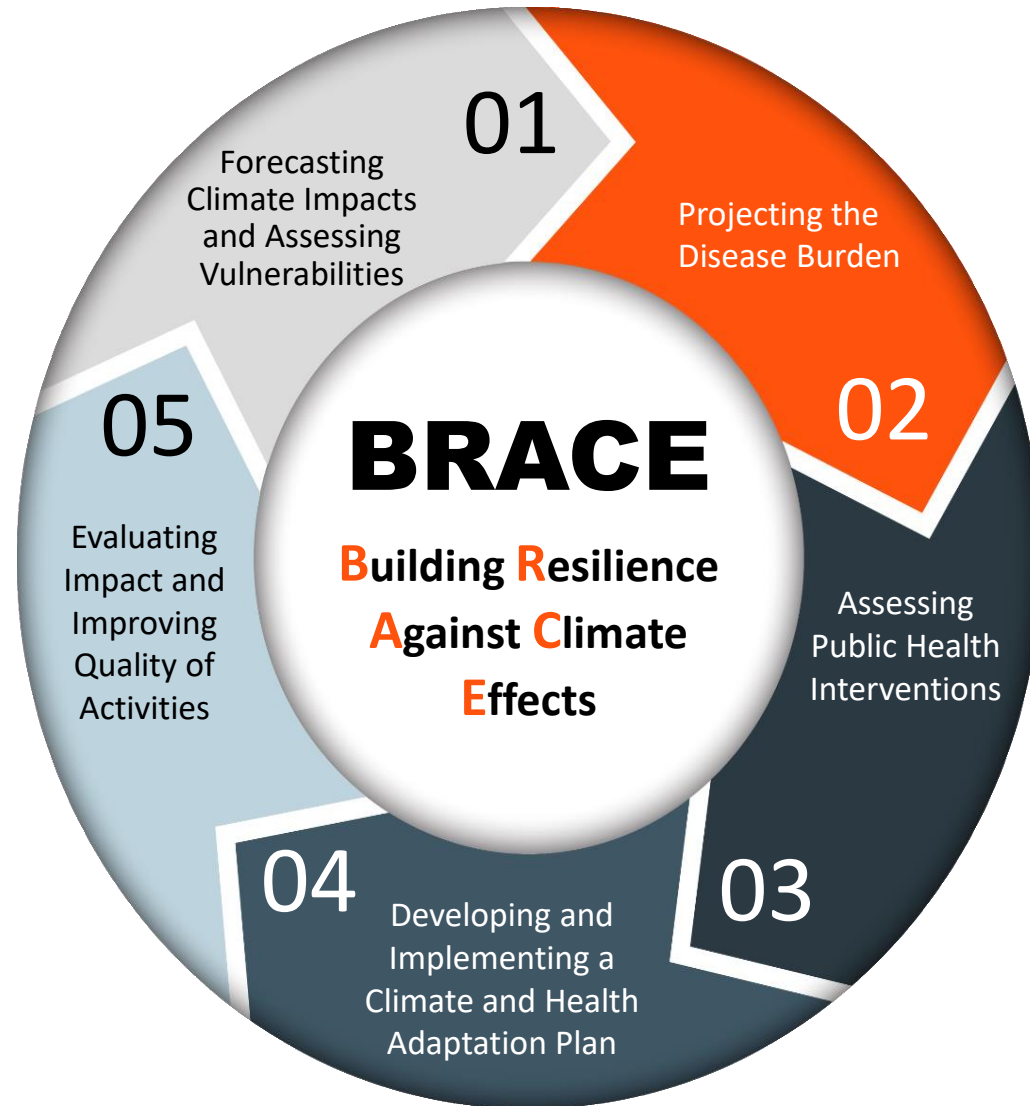 01
Forecasting
Climate Impacts
and Assessing
Vulnerabilities
Projecting the
Disease Burden
02
Assessing
Public Health
Interventions
03
04
Developing and
Implementing a
Climate and Health
Adaptation Plan
05
Evaluating
Impact and
Improving
Quality of
Activities
BRACE
Building Resilience
Against Climate
Effects